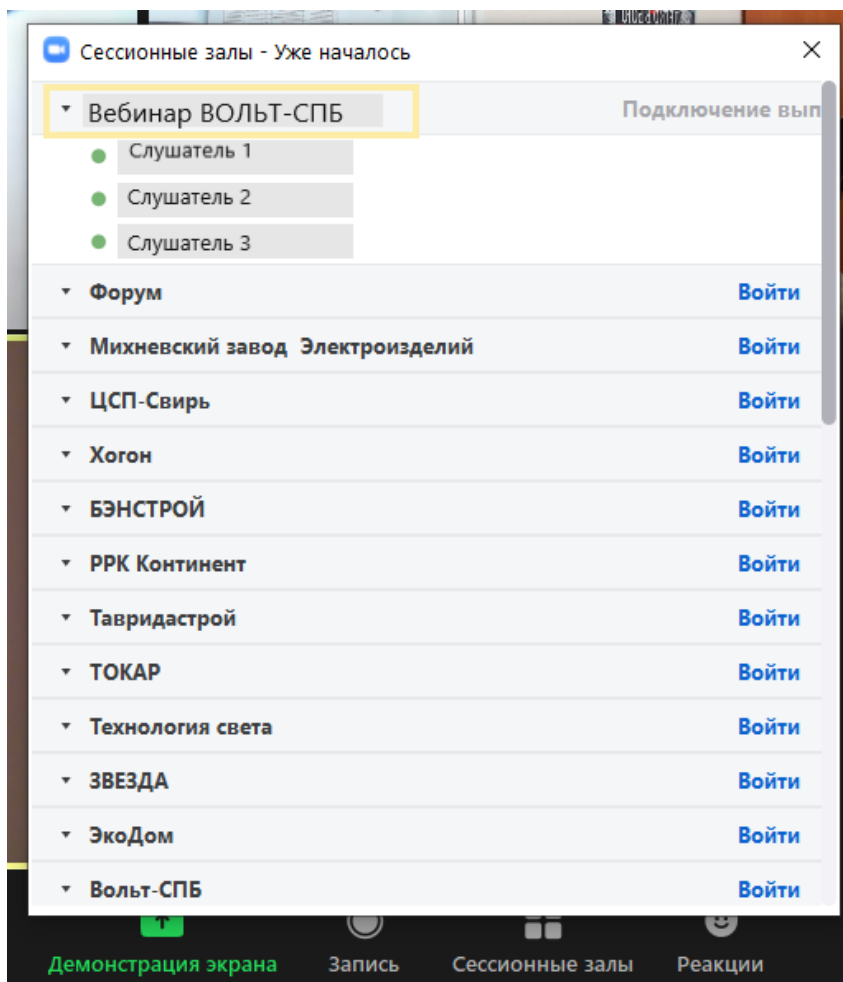 Сессионные залы - Уже началось
Вебинар ВОЛЬТ-СПБ Подключение вып
Слушатель 1
Слушатель 2
Слушатель 3
Форум Войти
Михневский завод Электроизделий Войти
ЦСП-Свирь Войти
Хогон Войти
БЭНСТРОЙ Войти
РРК Континент Войти
Тавридастрой Войти
ТОКАР Войти
Технология света Войти
ЗВЕЗДА Войти
ЭкоДом Войти
Вольт-СПБ Войти
Демонстрация экрана Запись Сессионные залы Реакции